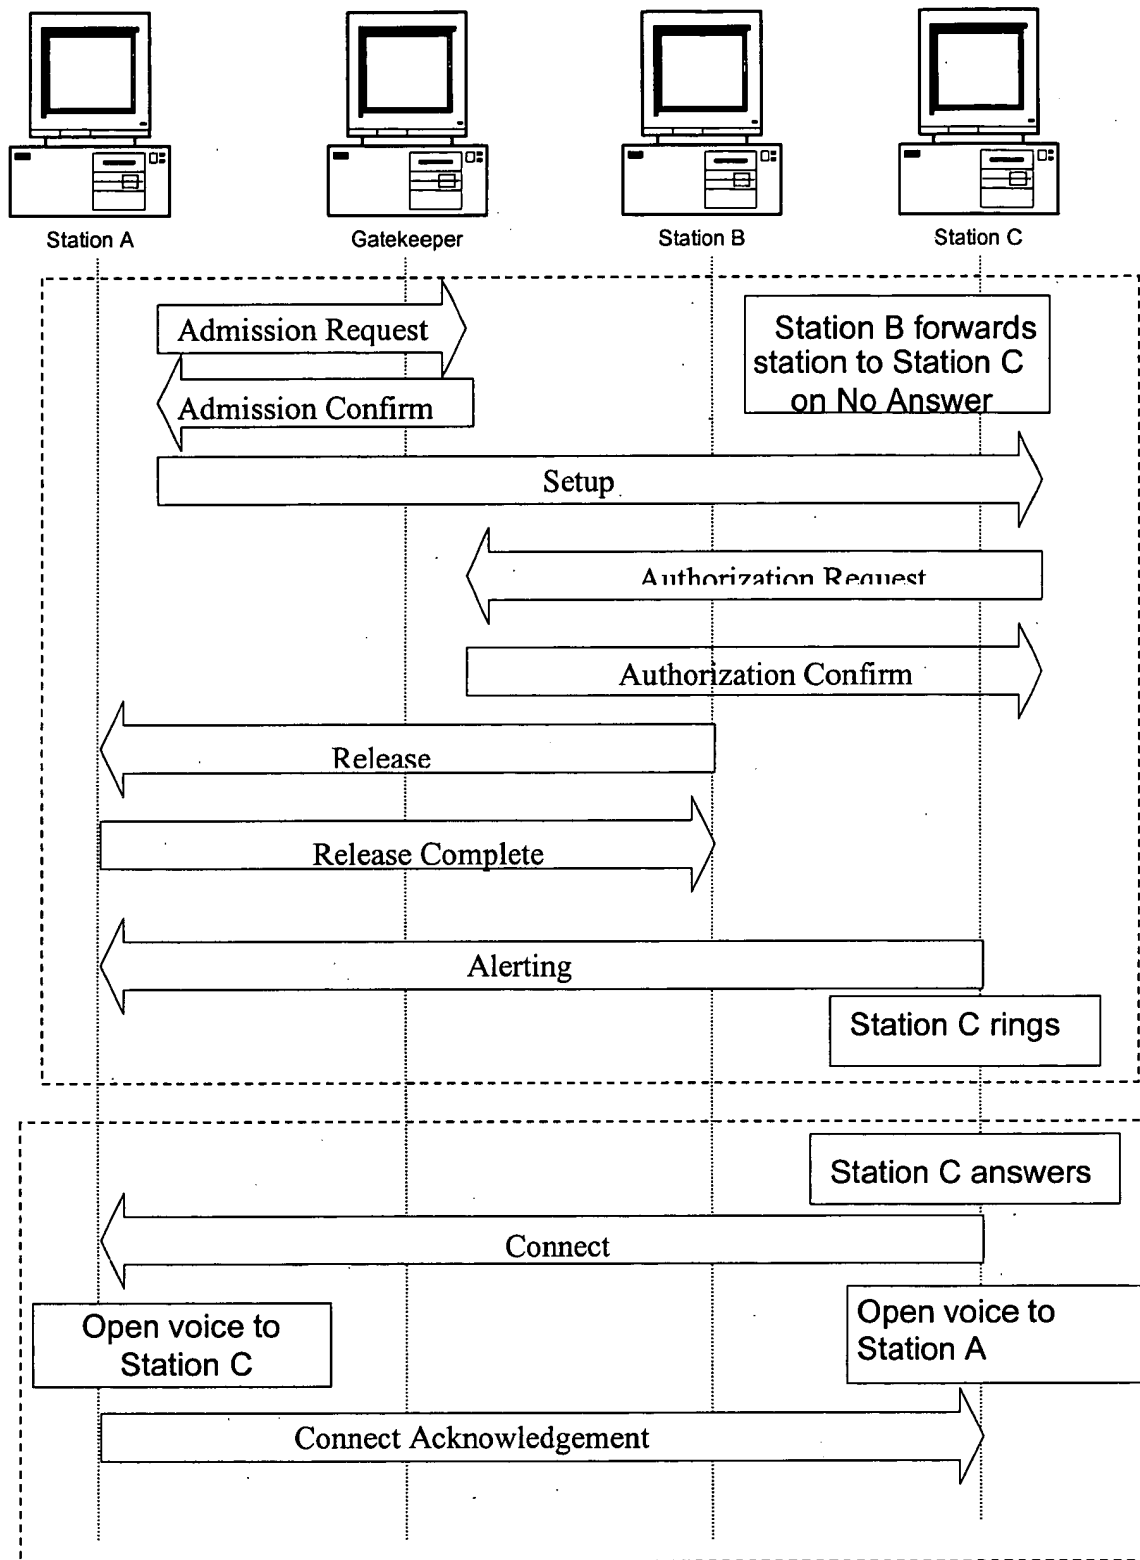 Station A
Gatekeeper
Station B
Station C
Admission Request
Station B forwards
station to Station C
on No Answer
Admission Confirm
Setup
Authorization Request
Authorization Confirm
Release
Release Complete
Alerting
Station C rings
Station C answers
Connect
Open voice to
Station C
Open voice to
Station A
Connect Acknowledgement